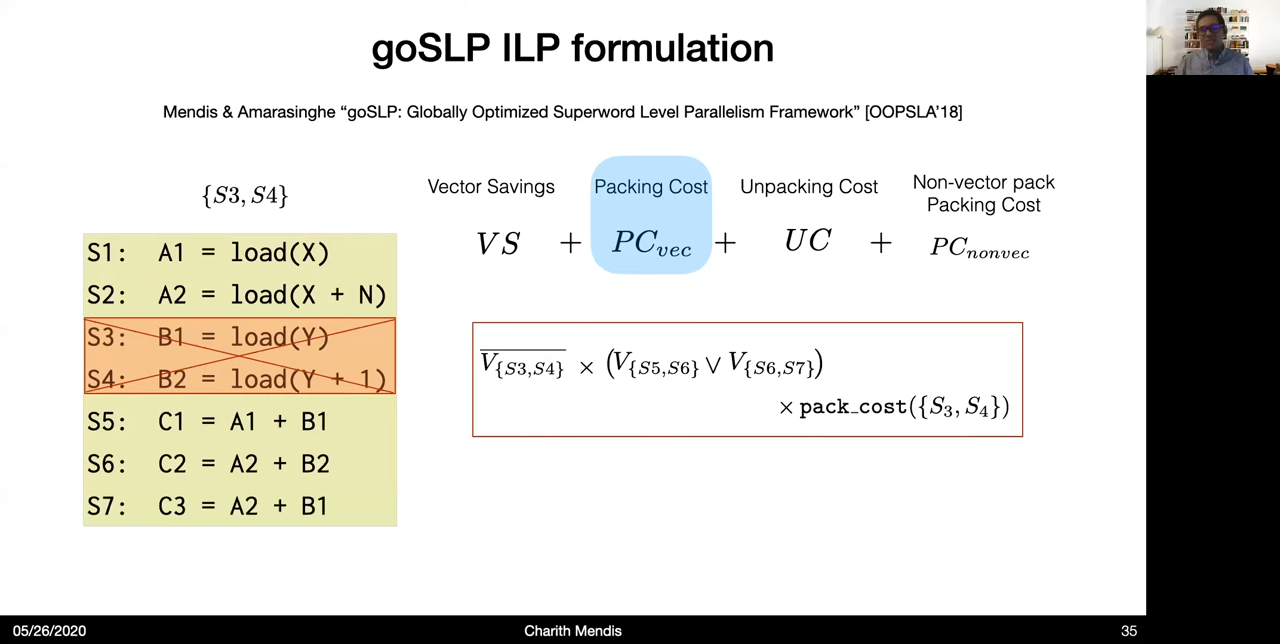 goSLP ILP formulation
Mendis & Amarasinghe “goSLP: Globally Optimized Superword Level Parallelism Framework” [OOPSLA’18]
{S3, S4}
S1: A1 = load(X)
S2: A2 = load(X + N)
S3: B1 = load(Y)
S4: B2 = load(Y + 1)
S5: C1 = A1 + B1
S6: C2 = A2 + B2
S7: C3 = A2 + B1
Vector Savings Packing Cost Unpacking Cost Non-vector pack
Packing Cost
VS + PC_vec + UC + PC_nonvec
V̅_{S3,S4} × (V_{S5,S6} ∨ V_{S6,S7})
× pack_cost({S_3, S_4})
05/26/2020 Charith Mendis 35